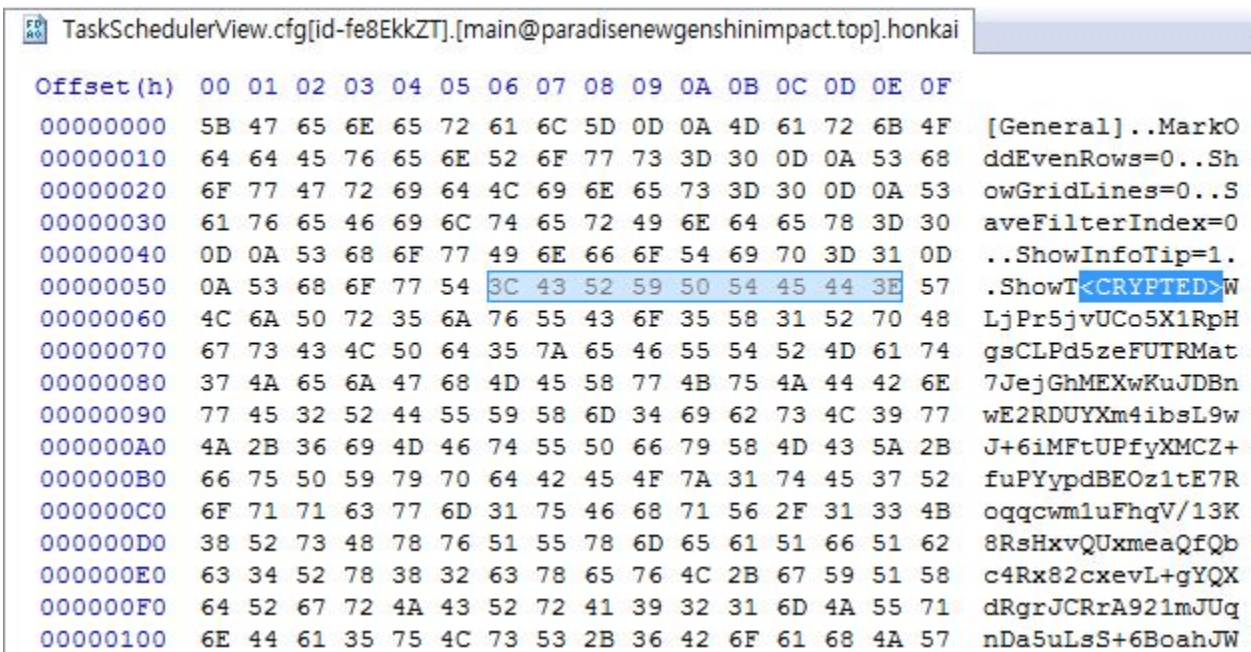 TaskSchedulerView.cfg[id-fe8EkkZT].[main@paradisenewgenshinimpact.top].honkai
Offset(h) 00 01 02 03 04 05 06 07 08 09 0A 0B 0C 0D 0E 0F
00000000 5B 47 65 6E 65 72 61 6C 5D 0D 0A 4D 61 72 6B 4F [General]..MarkO
00000010 64 64 45 76 65 6E 52 6F 77 73 3D 30 0D 0A 53 68 ddEvenRows=0..Sh
00000020 6F 77 47 72 69 64 4C 69 6E 65 73 3D 30 0D 0A 53 owGridLines=0..S
00000030 61 76 65 46 69 6C 74 65 72 49 6E 64 65 78 3D 30 aveFilterIndex=0
00000040 0D 0A 53 68 6F 77 49 6E 66 6F 54 69 70 3D 31 0D ..ShowInfoTip=1.
00000050 0A 53 68 6F 77 54 3C 43 52 59 50 54 45 44 3E 57 .ShowT<CRYPTED>W
00000060 4C 6A 50 72 35 6A 76 55 43 6F 35 58 31 52 70 48 LjPr5jvUCo5X1RpH
00000070 67 73 43 4C 50 64 35 7A 65 46 55 54 52 4D 61 74 gsCLPd5zeFUTRMat
00000080 37 4A 65 6A 47 68 4D 45 58 77 4B 75 4A 44 42 6E 7JejGhMEXwKuJDBn
00000090 77 45 32 52 44 55 59 58 6D 34 69 62 73 4C 39 77 wE2RDUYXm4ibsL9w
000000A0 4A 2B 36 69 4D 46 74 55 50 66 79 58 4D 43 5A 2B J+6iMFtUPfyXMCZ+
000000B0 66 75 50 59 79 70 64 42 45 4F 7A 31 74 45 37 52 fuPYypdBEOz1tE7R
000000C0 6F 71 71 63 77 6D 31 75 46 68 71 56 2F 31 33 4B oqqcwm1uFhqV/13K
000000D0 38 52 73 48 78 76 51 55 78 6D 65 61 51 66 51 62 8RsHxvQUxmeaQfQb
000000E0 63 34 52 78 38 32 63 78 65 76 4C 2B 67 59 51 58 c4Rx82cxevL+gYQX
000000F0 64 52 67 72 4A 43 52 72 41 39 32 31 6D 4A 55 71 dRgrJCRrA921mJUq
00000100 6E 44 61 35 75 4C 73 53 2B 36 42 6F 61 68 4A 57 nDa5uLsS+6BoahJW